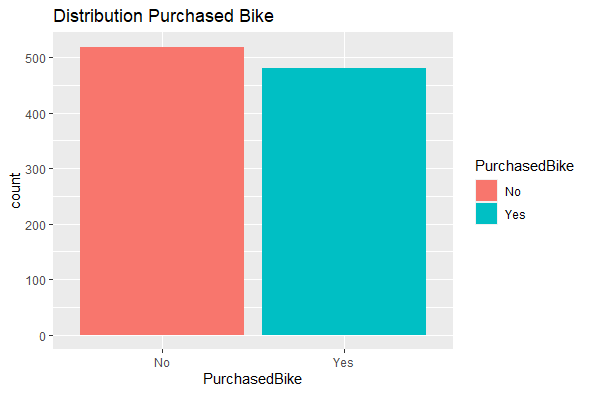 Distribution Purchased Bike
500
400
300
200
100
0
count
No
Yes
PurchasedBike
PurchasedBike
No
Yes